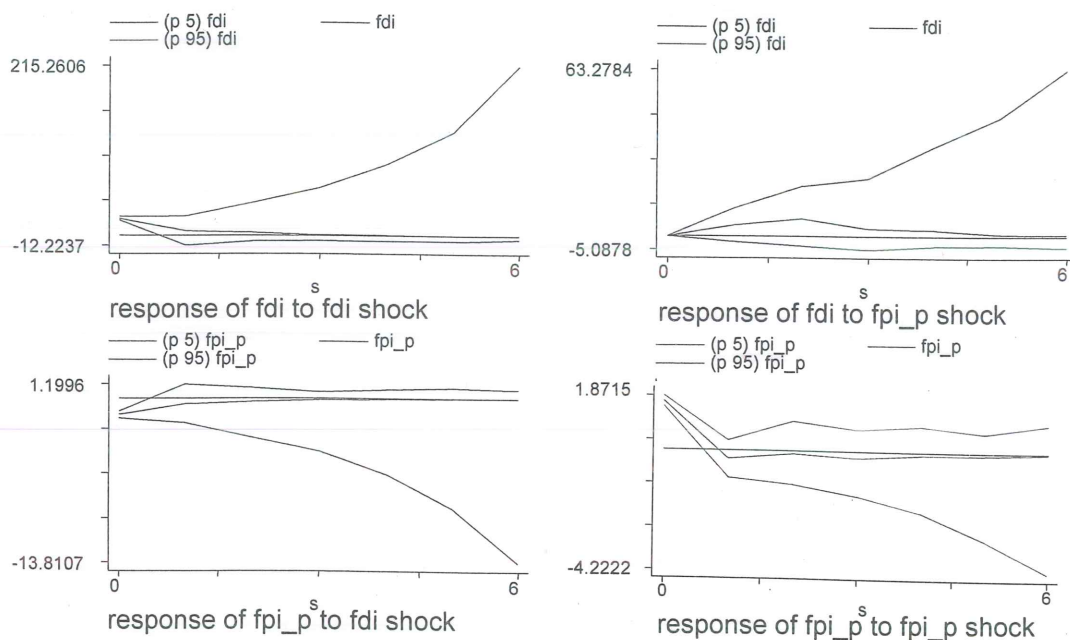 (p 5) fdi fdi
(p 95) fdi
215.2606
-12.2237
0 6
s
response of fdi to fdi shock
(p 5) fdi fdi
(p 95) fdi
63.2784
-5.0878
0 6
s
response of fdi to fpi_p shock
(p 5) fpi_p fpi_p
(p 95) fpi_p
1.1996
-13.8107
0 6
s
response of fpi_p to fdi shock
(p 5) fpi_p fpi_p
(p 95) fpi_p
1.8715
-4.2222
0 6
s
response of fpi_p to fpi_p shock